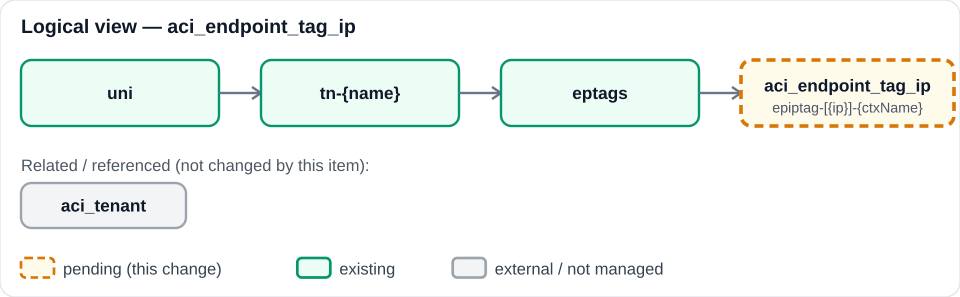 Logical view — aci_endpoint_tag_ip
uni
tn-{name}
eptags
aci_endpoint_tag_ip
epiptag-[{ip}]-{ctxName}
Related / referenced (not changed by this item):
aci_tenant
pending (this change)
existing
external / not managed